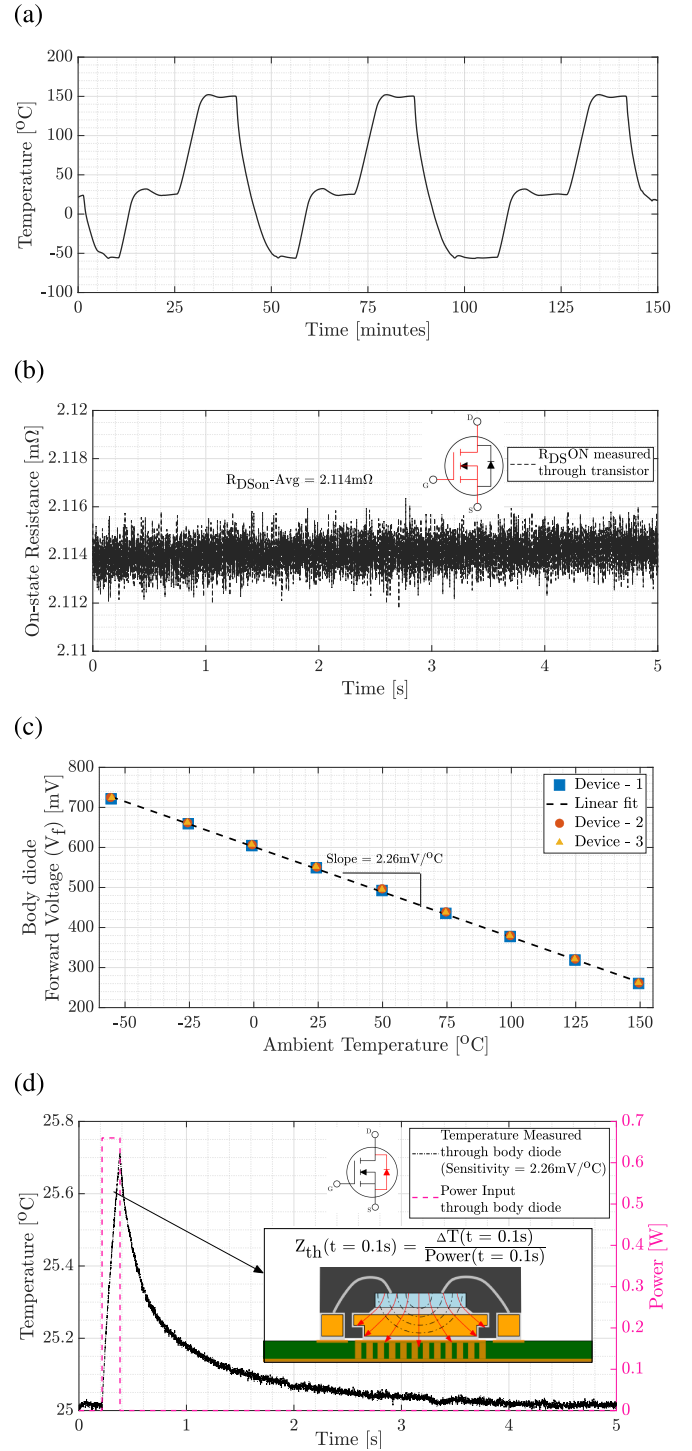 (a)
200
150
100
50
0
-50
-100
Temperature [°C]
0 25 50 75 100 125 150
Time [minutes]
(b)
2.12
2.118
2.116
2.114
2.112
2.11
On-state Resistance [mΩ]
R_DSon-Avg = 2.114mΩ
D
G
S
R_DSON measured
through transistor
0 1 2 3 4 5
Time [s]
(c)
800
700
600
500
400
300
200
Body diode
Forward Voltage (V_f) [mV]
Device - 1
Linear fit
Device - 2
Device - 3
Slope = 2.26mV/°C
-50 -25 0 25 50 75 100 125 150
Ambient Temperature [°C]
(d)
25.8
25.6
25.4
25.2
25
Temperature [°C]
0.7
0.6
0.5
0.4
0.3
0.2
0.1
0
Power [W]
D
G
S
Temperature Measured
through body diode
(Sensitivity = 2.26mV/°C)
Power Input
through body diode
Z_th(t = 0.1s) = ΔT(t = 0.1s)
Power(t = 0.1s)
0 1 2 3 4 5
Time [s]